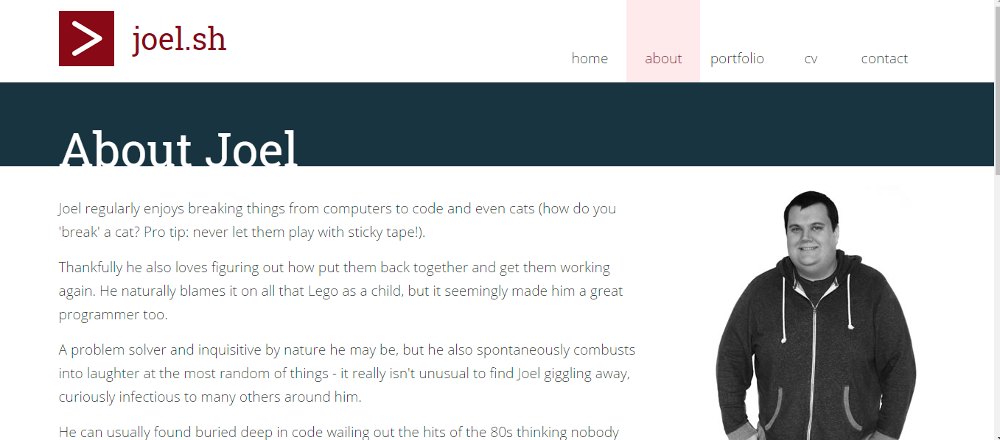 joel.sh
home about portfolio cv contact
About Joel
Joel regularly enjoys breaking things from computers to code and even cats (how do you
'break' a cat? Pro tip: never let them play with sticky tape!).
Thankfully he also loves figuring out how put them back together and get them working
again. He naturally blames it on all that Lego as a child, but it seemingly made him a great
programmer too.
A problem solver and inquisitive by nature he may be, but he also spontaneously combusts
into laughter at the most random of things - it really isn't unusual to find Joel giggling away,
curiously infectious to many others around him.
He can usually found buried deep in code wailing out the hits of the 80s thinking nobody